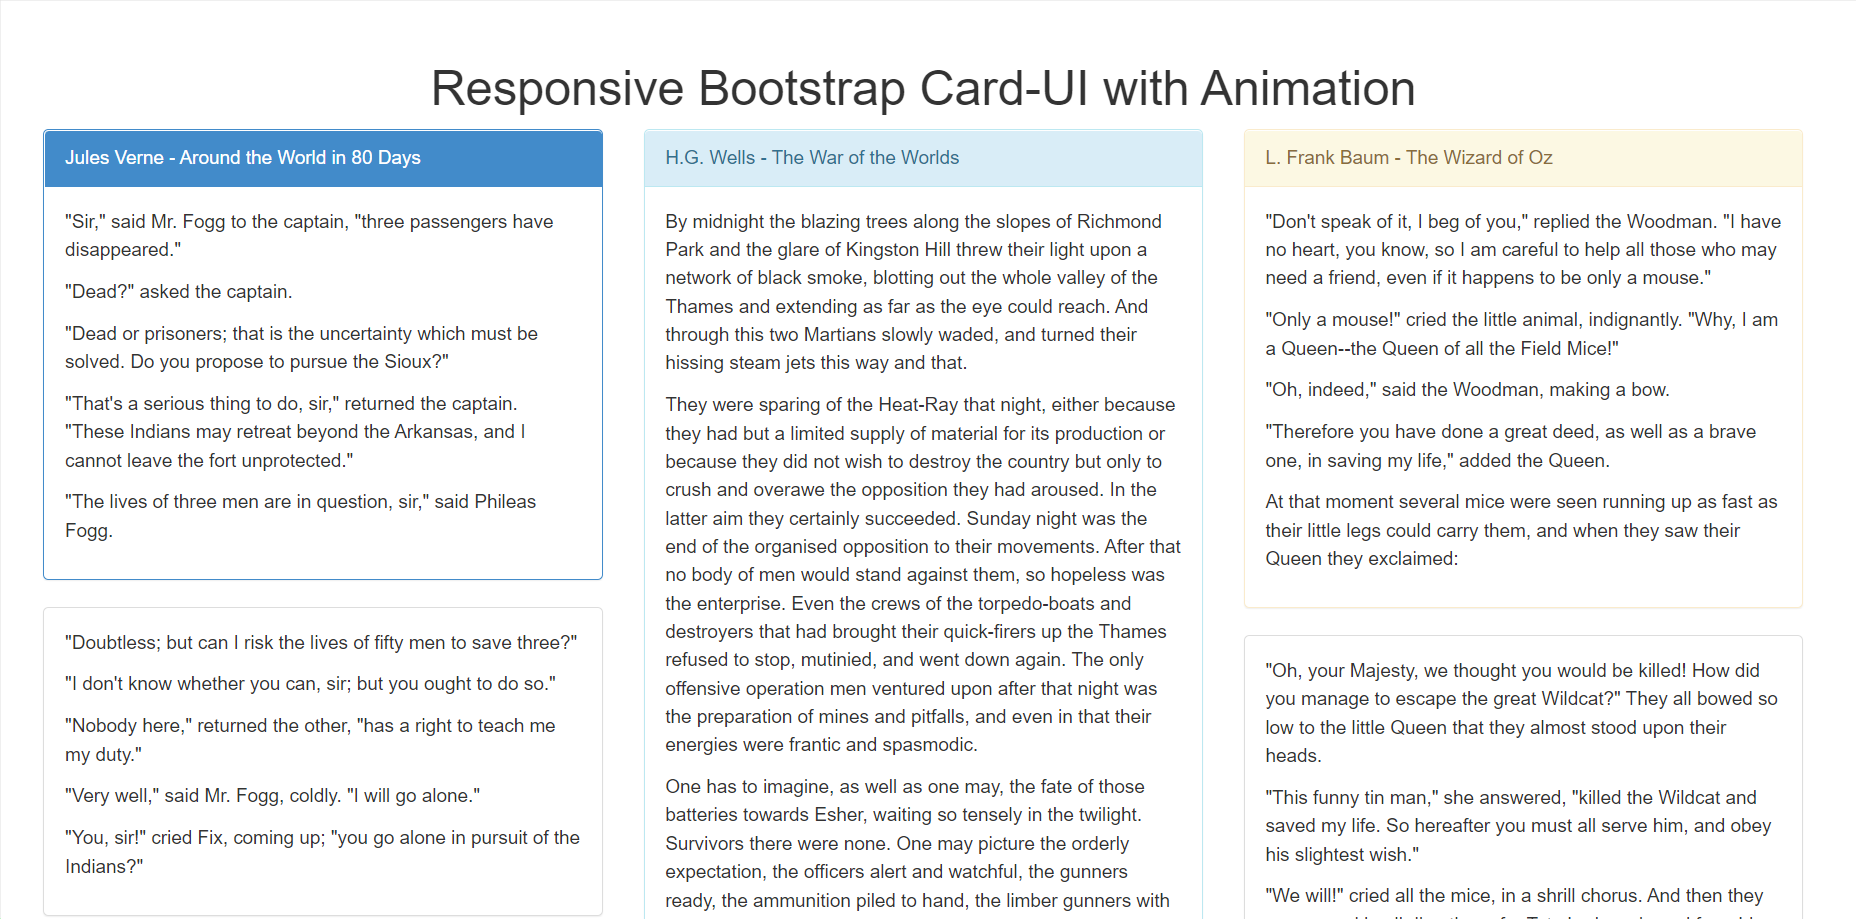 Responsive Bootstrap Card-UI with Animation
Jules Verne - Around the World in 80 Days
"Sir," said Mr. Fogg to the captain, "three passengers have
disappeared."
"Dead?" asked the captain.
"Dead or prisoners; that is the uncertainty which must be
solved. Do you propose to pursue the Sioux?"
"That's a serious thing to do, sir," returned the captain.
"These Indians may retreat beyond the Arkansas, and I
cannot leave the fort unprotected."
"The lives of three men are in question, sir," said Phileas
Fogg.
"Doubtless; but can I risk the lives of fifty men to save three?"
"I don't know whether you can, sir; but you ought to do so."
"Nobody here," returned the other, "has a right to teach me
my duty."
"Very well," said Mr. Fogg, coldly. "I will go alone."
"You, sir!" cried Fix, coming up; "you go alone in pursuit of the
Indians?"
H.G. Wells - The War of the Worlds
By midnight the blazing trees along the slopes of Richmond
Park and the glare of Kingston Hill threw their light upon a
network of black smoke, blotting out the whole valley of the
Thames and extending as far as the eye could reach. And
through this two Martians slowly waded, and turned their
hissing steam jets this way and that.
They were sparing of the Heat-Ray that night, either because
they had but a limited supply of material for its production or
because they did not wish to destroy the country but only to
crush and overawe the opposition they had aroused. In the
latter aim they certainly succeeded. Sunday night was the
end of the organised opposition to their movements. After that
no body of men would stand against them, so hopeless was
the enterprise. Even the crews of the torpedo-boats and
destroyers that had brought their quick-firers up the Thames
refused to stop, mutinied, and went down again. The only
offensive operation men ventured upon after that night was
the preparation of mines and pitfalls, and even in that their
energies were frantic and spasmodic.
One has to imagine, as well as one may, the fate of those
batteries towards Esher, waiting so tensely in the twilight.
Survivors there were none. One may picture the orderly
expectation, the officers alert and watchful, the gunners
ready, the ammunition piled to hand, the limber gunners with
L. Frank Baum - The Wizard of Oz
"Don't speak of it, I beg of you," replied the Woodman. "I have
no heart, you know, so I am careful to help all those who may
need a friend, even if it happens to be only a mouse."
"Only a mouse!" cried the little animal, indignantly. "Why, I am
a Queen--the Queen of all the Field Mice!"
"Oh, indeed," said the Woodman, making a bow.
"Therefore you have done a great deed, as well as a brave
one, in saving my life," added the Queen.
At that moment several mice were seen running up as fast as
their little legs could carry them, and when they saw their
Queen they exclaimed:
"Oh, your Majesty, we thought you would be killed! How did
you manage to escape the great Wildcat?" They all bowed so
low to the little Queen that they almost stood upon their
heads.
"This funny tin man," she answered, "killed the Wildcat and
saved my life. So hereafter you must all serve him, and obey
his slightest wish."
"We will!" cried all the mice, in a shrill chorus. And then they